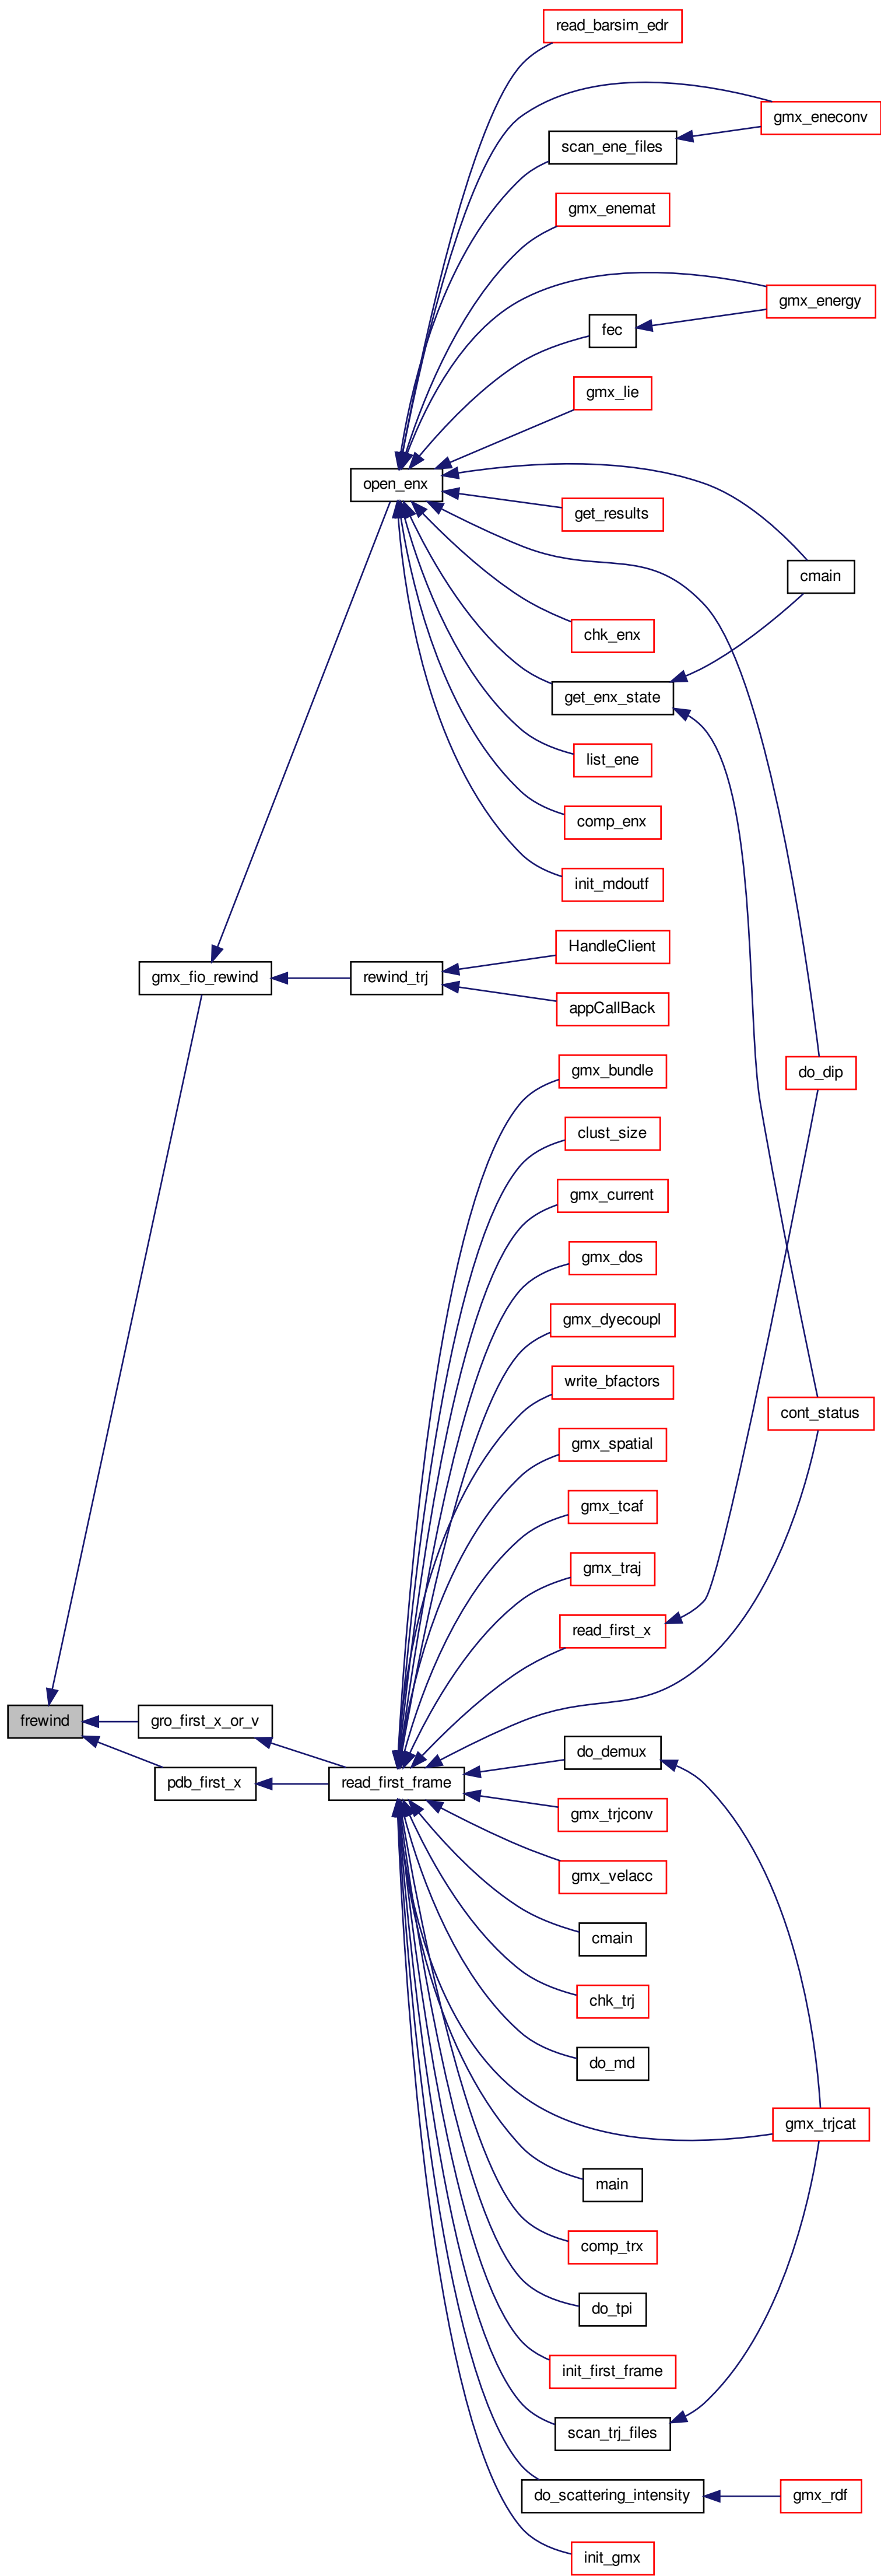 read_barsim_edr
gmx_eneconv
scan_ene_files
gmx_enemat
gmx_energy
fec
gmx_lie
open_enx
get_results
cmain
chk_enx
get_enx_state
list_ene
comp_enx
init_mdoutf
HandleClient
gmx_fio_rewind
rewind_trj
appCallBack
gmx_bundle
do_dip
clust_size
gmx_current
gmx_dos
gmx_dyecoupl
write_bfactors
cont_status
gmx_spatial
gmx_tcaf
gmx_traj
read_first_x
frewind
gro_first_x_or_v
do_demux
pdb_first_x
read_first_frame
gmx_trjconv
gmx_velacc
cmain
chk_trj
do_md
gmx_trjcat
main
comp_trx
do_tpi
init_first_frame
scan_trj_files
do_scattering_intensity
gmx_rdf
init_gmx